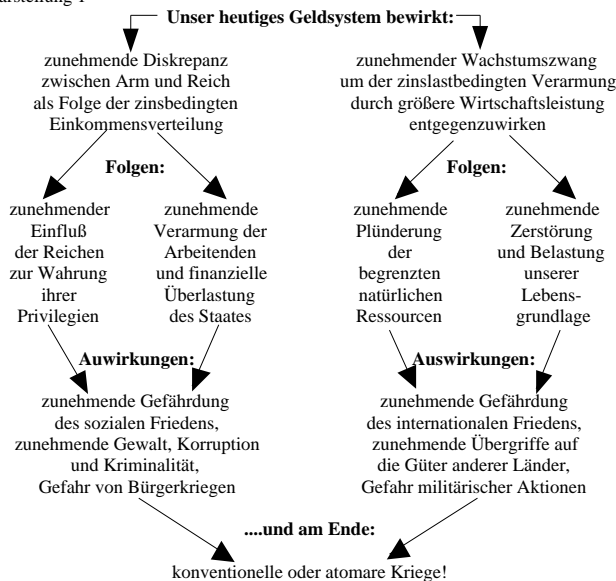 Unser heutiges Geldsystem bewirkt:
zunehmende Diskrepanz
zwischen Arm und Reich
als Folge der zinsbedingten
Einkommensverteilung
zunehmender Wachstumszwang
um der zinslastbedingten Verarmung
durch größere Wirtschaftsleistung
entgegenzuwirken
Folgen:
Folgen:
zunehmender
Einfluß
der Reichen
zur Wahrung
ihrer
Privilegien
zunehmende
Verarmung der
Arbeitenden
und finanzielle
Überlastung
des Staates
zunehmende
Plünderung
der
begrenzten
natürlichen
Ressourcen
zunehmende
Zerstörung
und Belastung
unserer
Lebens-
grundlage
Auwirkungen:
Auswirkungen:
zunehmende Gefährdung
des sozialen Friedens,
zunehmende Gewalt, Korruption
und Kriminalität,
Gefahr von Bürgerkriegen
zunehmende Gefährdung
des internationalen Friedens,
zunehmende Übergriffe auf
die Güter anderer Länder,
Gefahr militärischer Aktionen
....und am Ende:
konventionelle oder atomare Kriege!